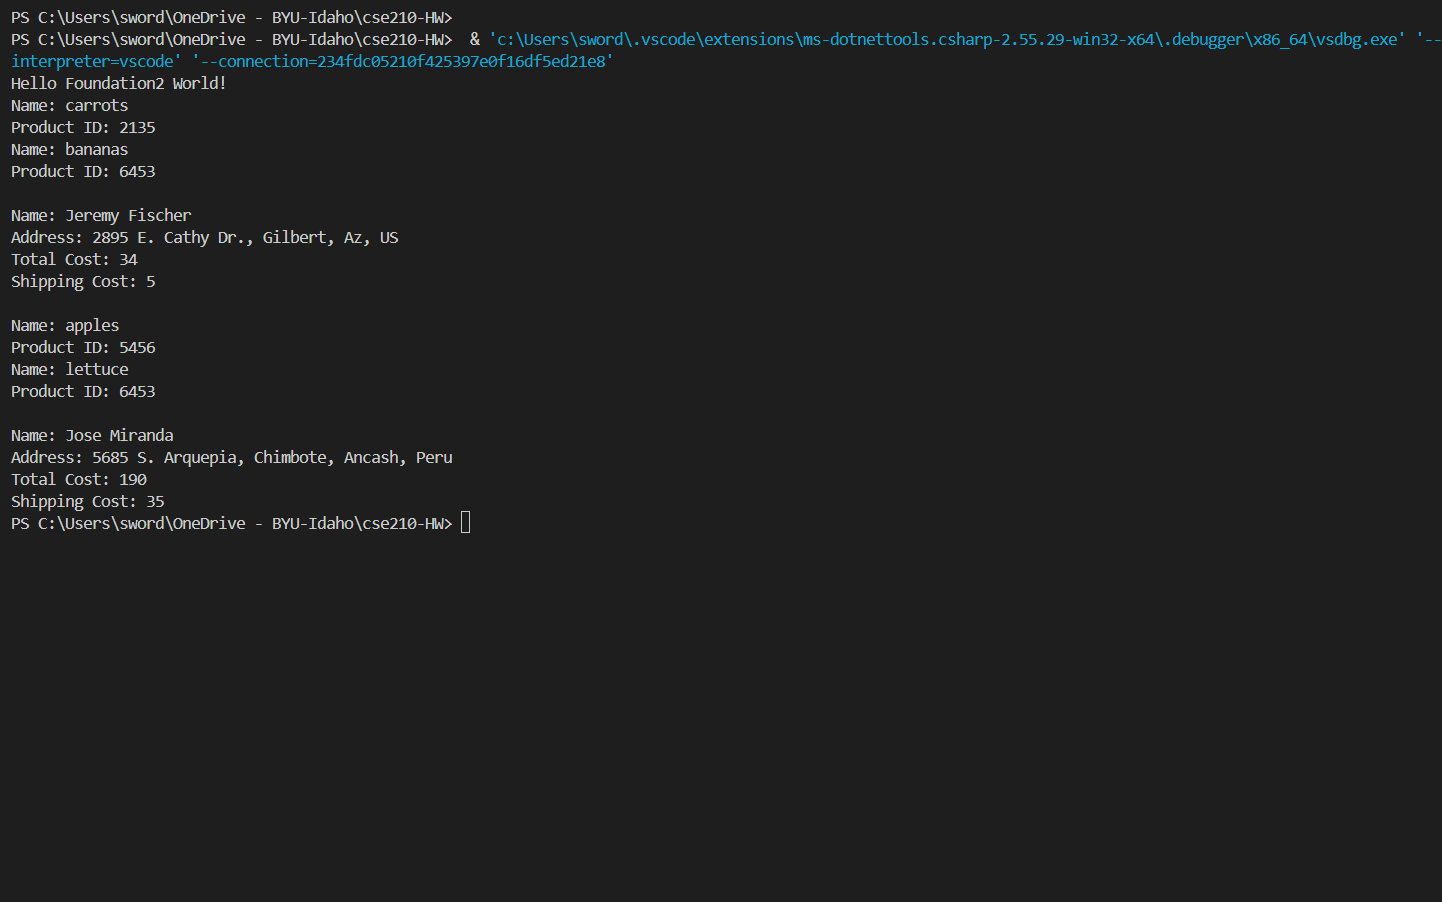 PS C:\Users\sword\OneDrive - BYU-Idaho\cse210-HW>
PS C:\Users\sword\OneDrive - BYU-Idaho\cse210-HW>  & 'c:\Users\sword\.vscode\extensions\ms-dotnettools.csharp-2.55.29-win32-x64\.debugger\x86_64\vsdbg.exe' '--
interpreter=vscode' '--connection=234fdc05210f425397e0f16df5ed21e8'
Hello Foundation2 World!
Name: carrots
Product ID: 2135
Name: bananas
Product ID: 6453
Name: Jeremy Fischer
Address: 2895 E. Cathy Dr., Gilbert, Az, US
Total Cost: 34
Shipping Cost: 5
Name: apples
Product ID: 5456
Name: lettuce
Product ID: 6453
Name: Jose Miranda
Address: 5685 S. Arquepia, Chimbote, Ancash, Peru
Total Cost: 190
Shipping Cost: 35
PS C:\Users\sword\OneDrive - BYU-Idaho\cse210-HW>